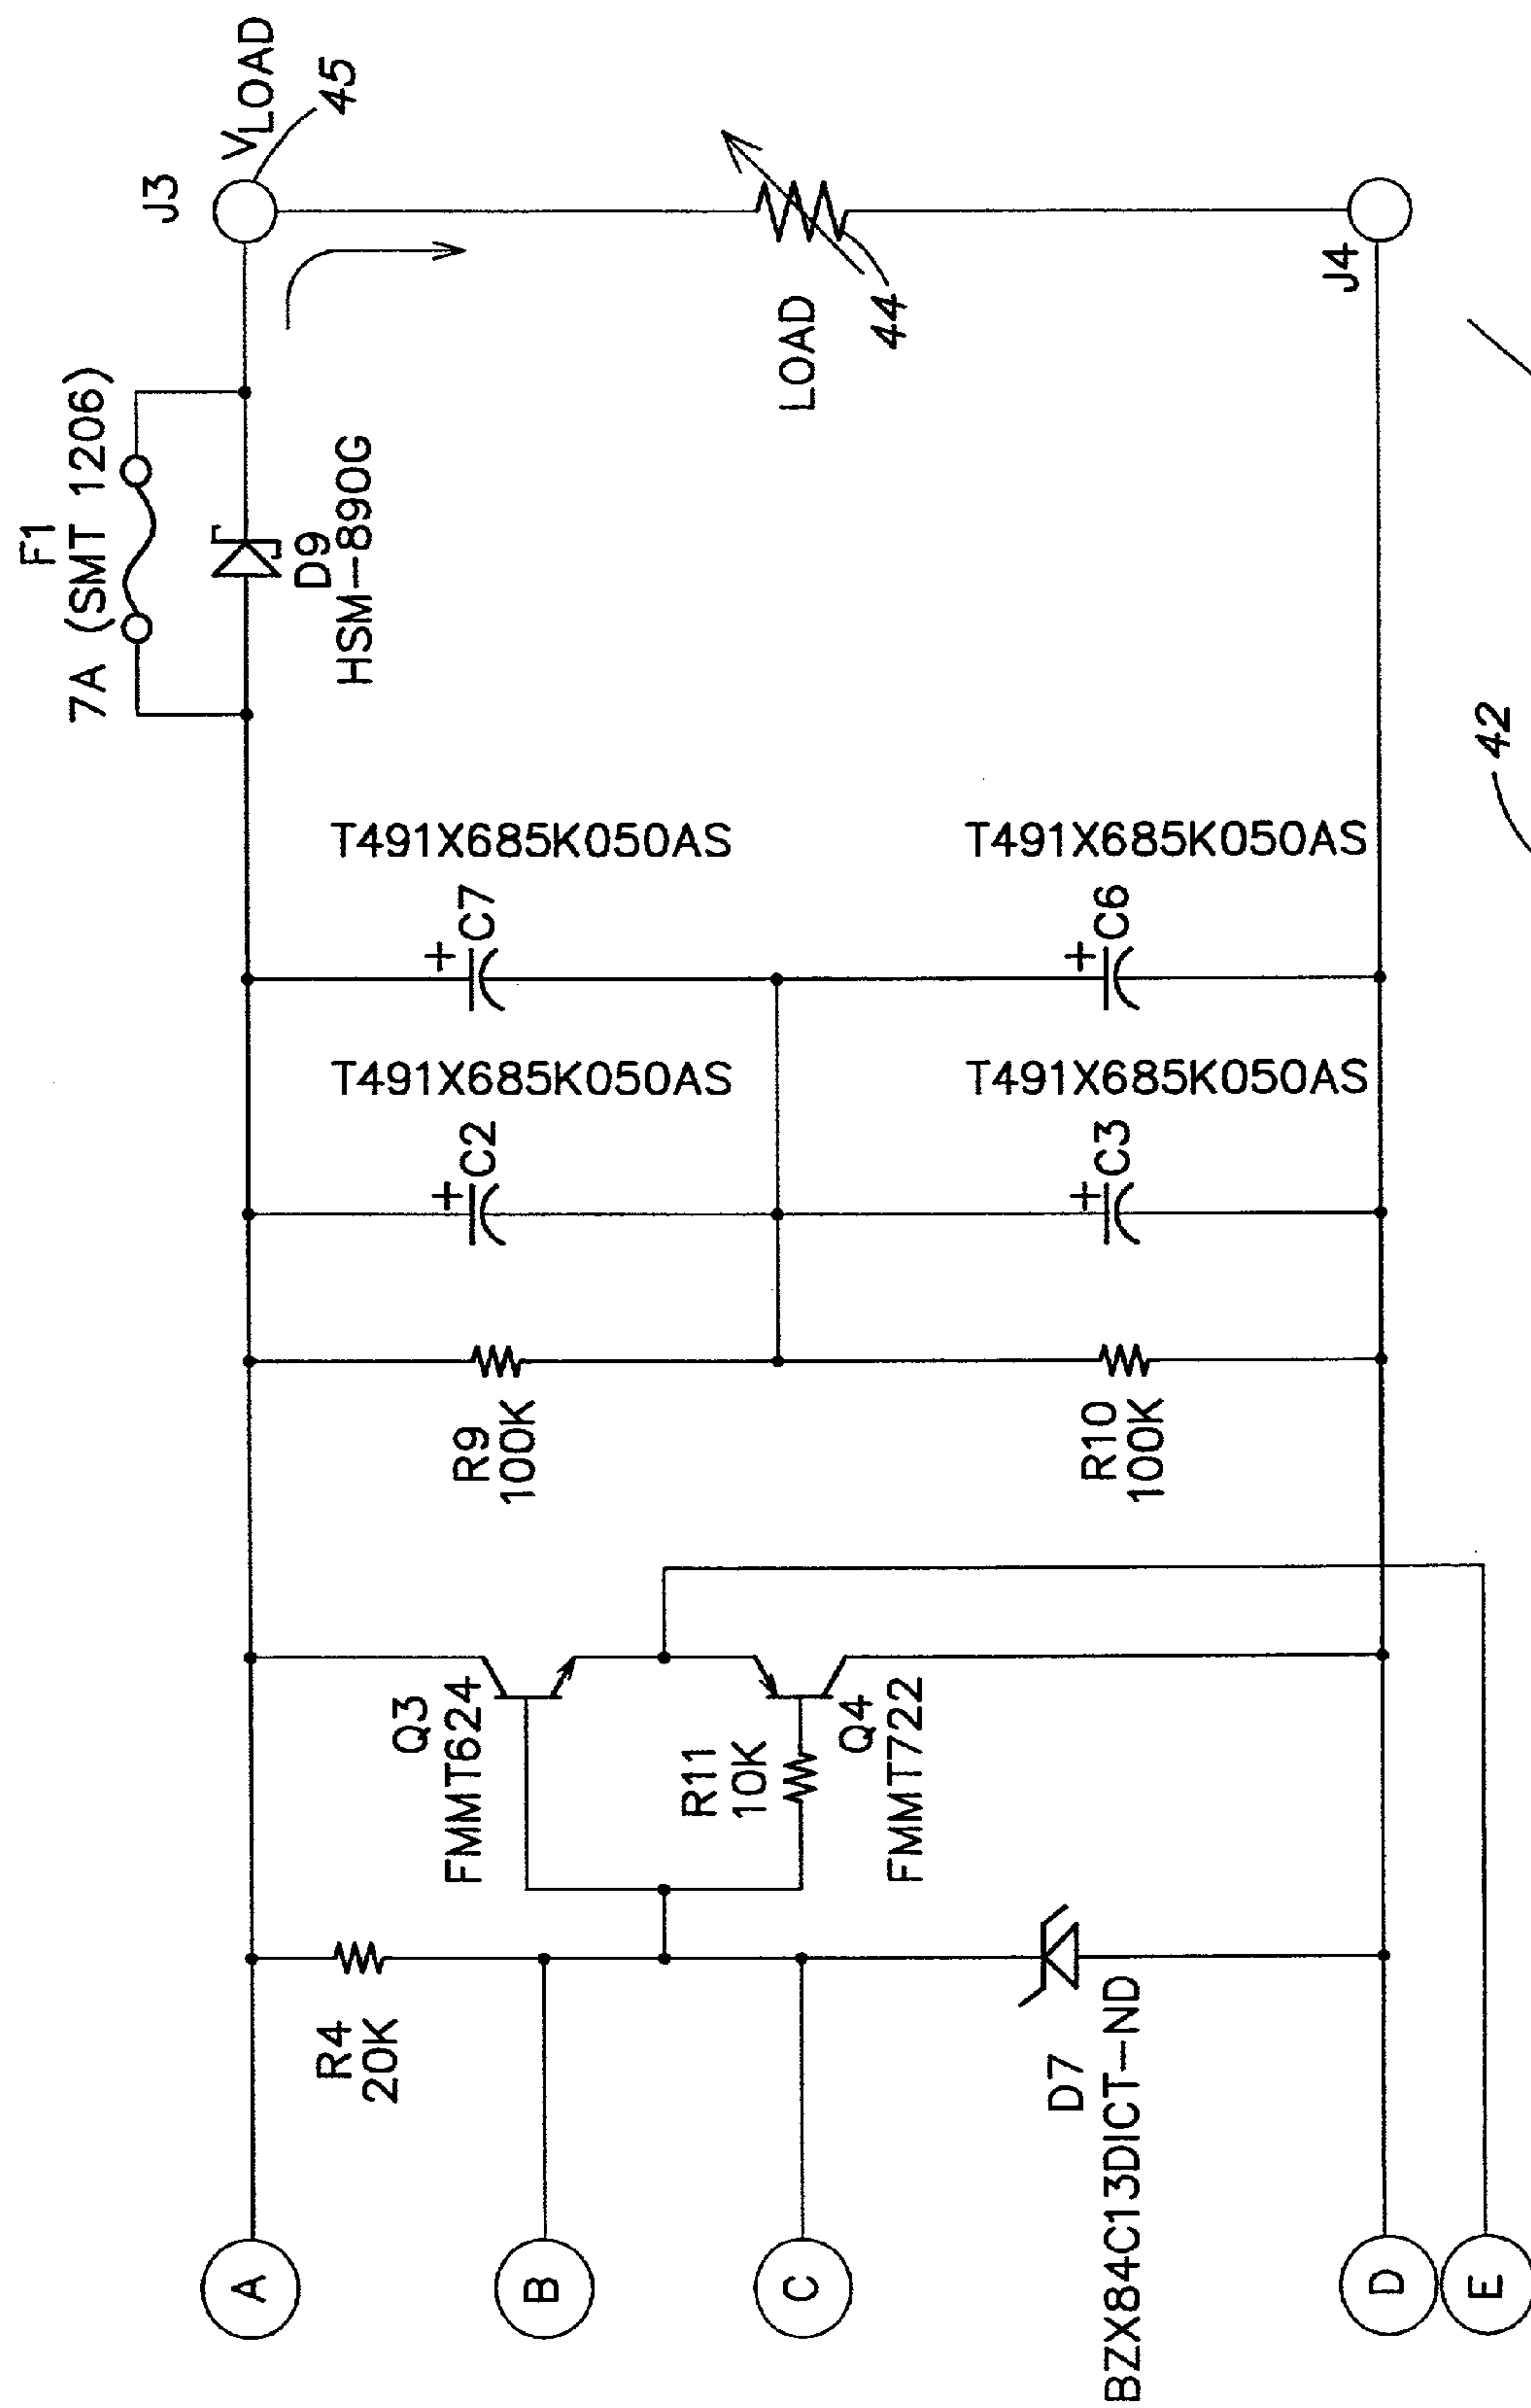 F1
7A (SMT 1206)
J3
V LOAD
45
D9
HSM-890G
T491X685K050AS
+
C7
T491X685K050AS
+
C2
R9
100K
Q3
FMMT624
R4
20K
A
B
LOAD
44
R11
10K
Q4
FMMT722
C
T491X685K050AS
+
C6
T491X685K050AS
+
C3
R10
100K
D7
BZX84C13DICT-ND
J4
D
E
42